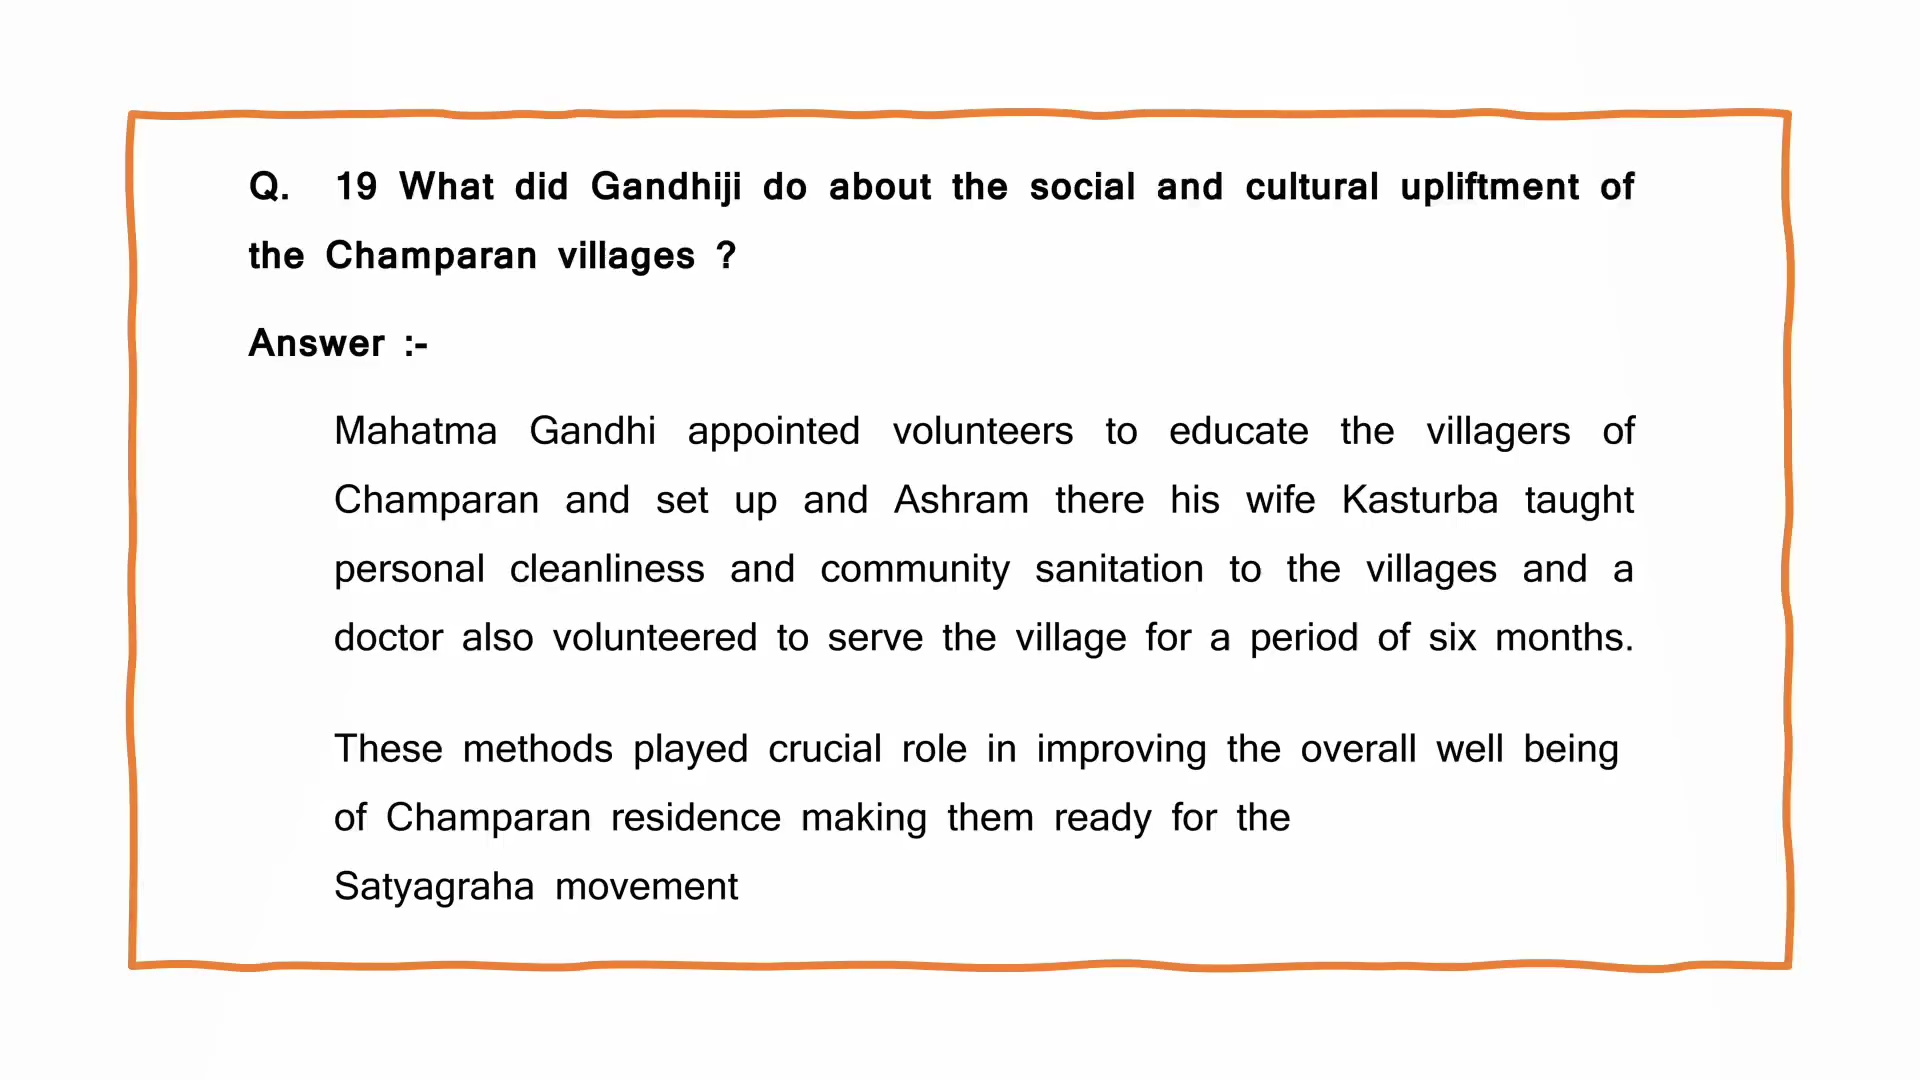 Q. 19 What did Gandhiji do about the social and cultural upliftment of
the Champaran villages ?
Answer :-
Mahatma Gandhi appointed volunteers to educate the villagers of
Champaran and set up and Ashram there his wife Kasturba taught
personal cleanliness and community sanitation to the villages and a
doctor also volunteered to serve the village for a period of six months.
These methods played crucial role in improving the overall well being
of Champaran residence making them ready for the
Satyagraha movement